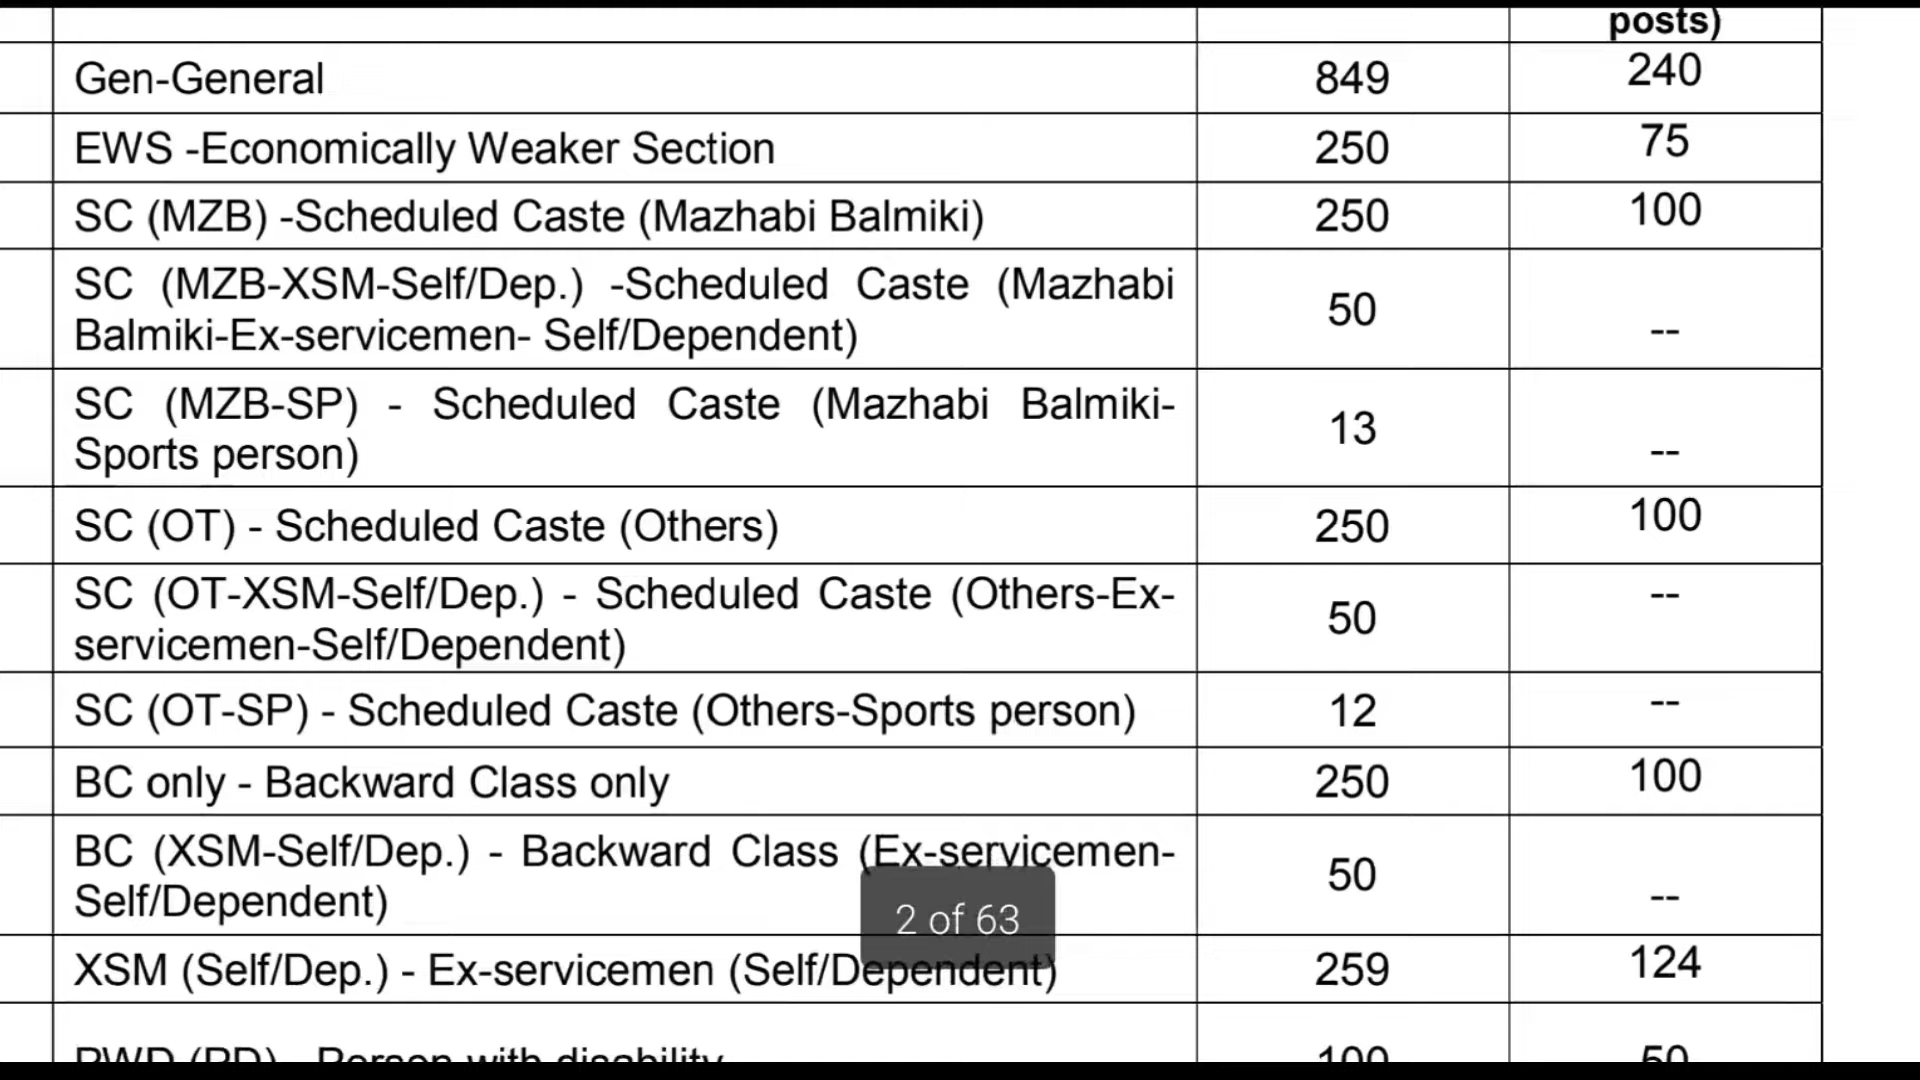 posts)
Gen-General 849 240
EWS -Economically Weaker Section 250 75
SC (MZB) -Scheduled Caste (Mazhabi Balmiki) 250 100
SC (MZB-XSM-Self/Dep.) -Scheduled Caste (Mazhabi
Balmiki-Ex-servicemen- Self/Dependent) 50 --
SC (MZB-SP) - Scheduled Caste (Mazhabi Balmiki-
Sports person) 13 --
SC (OT) - Scheduled Caste (Others) 250 100
SC (OT-XSM-Self/Dep.) - Scheduled Caste (Others-Ex-
servicemen-Self/Dependent) 50 --
SC (OT-SP) - Scheduled Caste (Others-Sports person) 12 --
BC only - Backward Class only 250 100
BC (XSM-Self/Dep.) - Backward Class (Ex-servicemen-
Self/Dependent) 50 --
2 of 63
XSM (Self/Dep.) - Ex-servicemen (Self/Dependent) 259 124
PWD (PD) - Person with disability 100 50